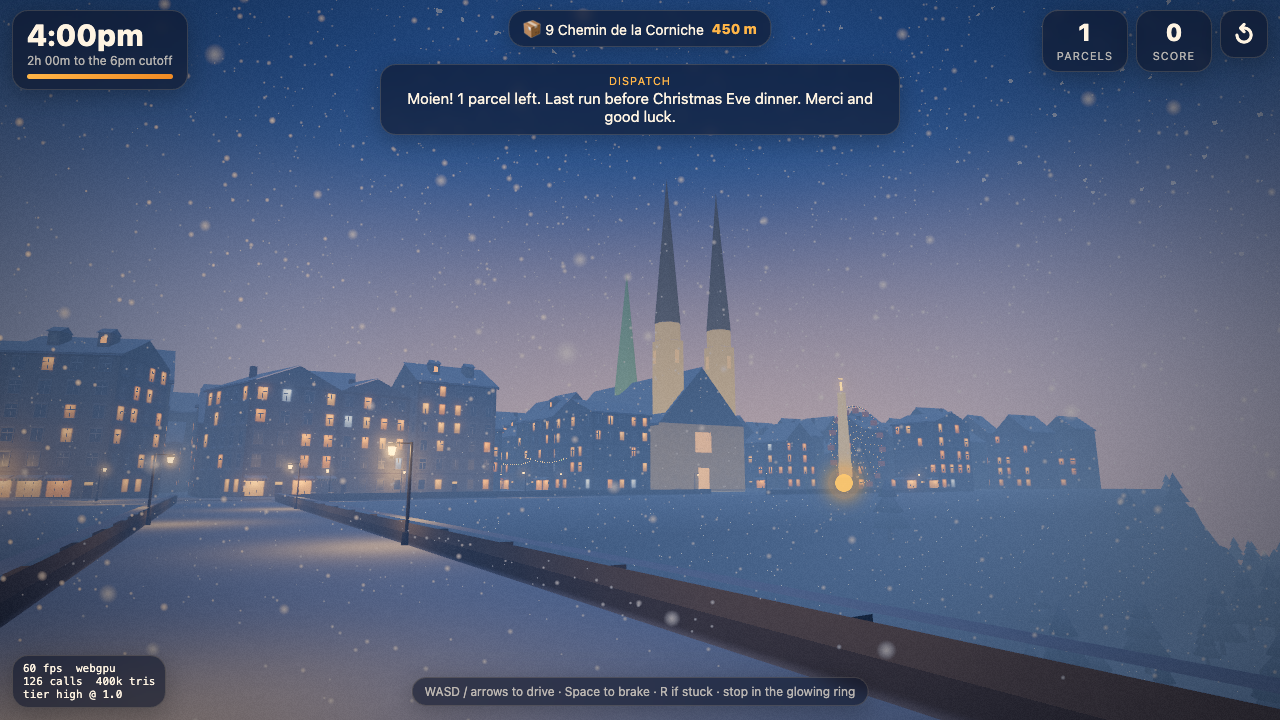 4:00pm
2h 00m to the 6pm cutoff
9 Chemin de la Corniche 450 m
1
PARCELS
0
SCORE
DISPATCH
Moien! 1 parcel left. Last run before Christmas Eve dinner. Merci and
good luck.
60 fps webgpu
126 calls 400k tris
tier high @ 1.0
WASD / arrows to drive · Space to brake · R if stuck · stop in the glowing ring